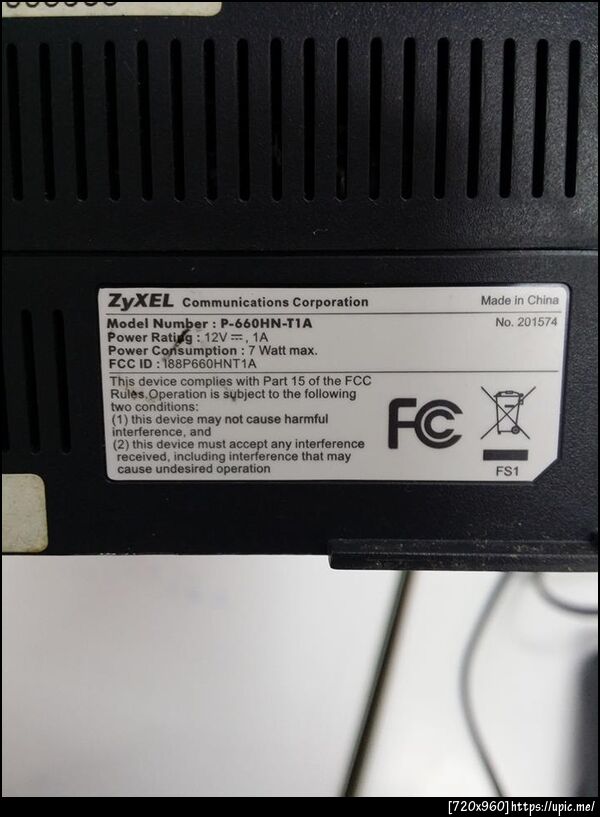 ZyXEL Communications Corporation
Made in China
Model Number : P-660HN-T1A
No. 201574
Power Rating : 12V⎓, 1A
Power Consumption : 7 Watt max.
FCC ID : I88P660HNT1A
This device complies with Part 15 of the FCC
Rules.Operation is subject to the following
two conditions:
(1) this device may not cause harmful
interference, and
(2) this device must accept any interference
received, including interference that may
cause undesired operation
FC
FS1
[720x960]https://upic.me/